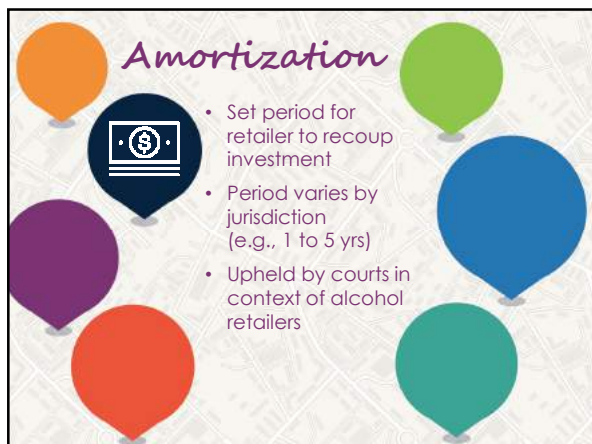 Amortization
• Set period for
retailer to recoup
investment
• Period varies by
jurisdiction
(e.g., 1 to 5 yrs)
• Upheld by courts in
context of alcohol
retailers
$